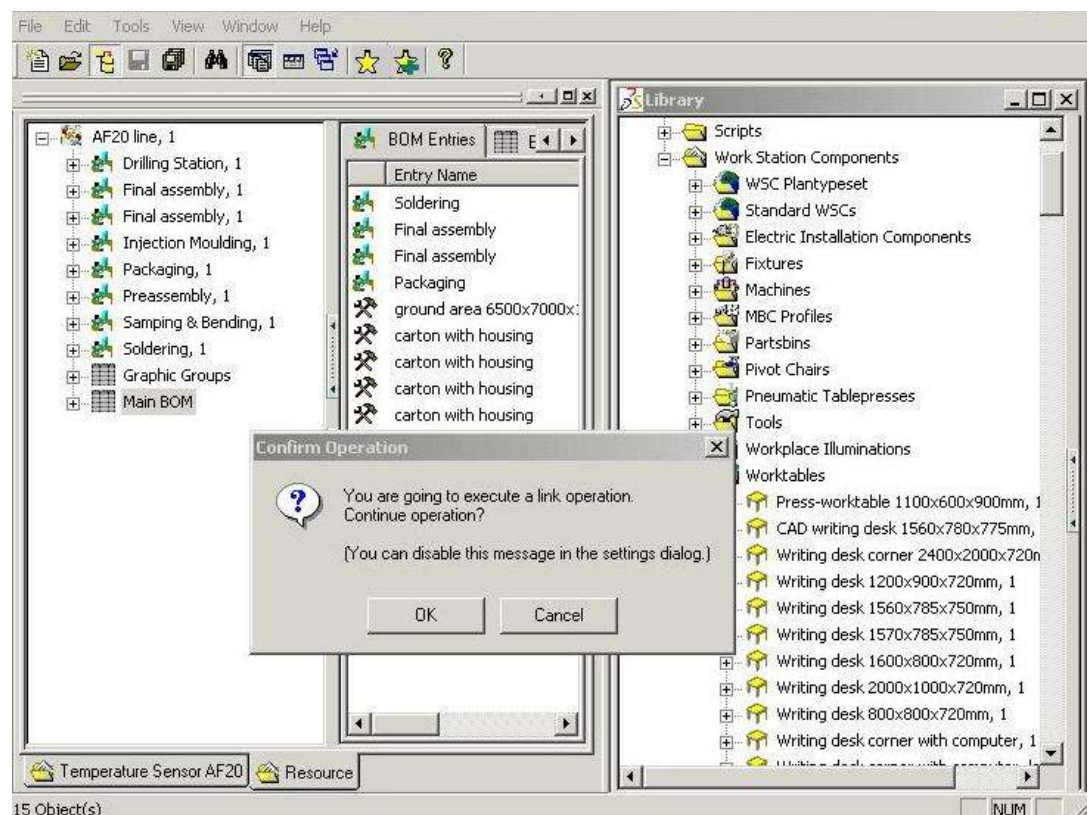 File Edit Tools View Window Help
AF20 line, 1
Drilling Station, 1
Final assembly, 1
Final assembly, 1
Injection Moulding, 1
Packaging, 1
Preassembly, 1
Samping & Bending, 1
Soldering, 1
Graphic Groups
Main BOM
BOM Entries E
Entry Name
Soldering
Final assembly
Final assembly
Packaging
ground area 6500x7000x
carton with housing
carton with housing
carton with housing
carton with housing
Library
Scripts
Work Station Components
WSC Plantypeset
Standard WSCs
Electric Installation Components
Fixtures
Machines
MBC Profiles
Partsbins
Pivot Chairs
Pneumatic Tablepresses
Tools
Workplace Illuminations
Worktables
Press-worktable 1100x600x900mm, 1
CAD writing desk 1560x780x775mm,
Writing desk corner 2400x2000x720m
Writing desk 1200x900x720mm, 1
Writing desk 1560x785x750mm, 1
Writing desk 1570x785x750mm, 1
Writing desk 1600x800x720mm, 1
Writing desk 2000x1000x720mm, 1
Writing desk 800x800x720mm, 1
Writing desk corner with computer, 1
Confirm Operation
You are going to execute a link operation.
Continue operation?
(You can disable this message in the settings dialog.)
OK Cancel
Temperature Sensor AF20 Resource
15 Object(s) NUM